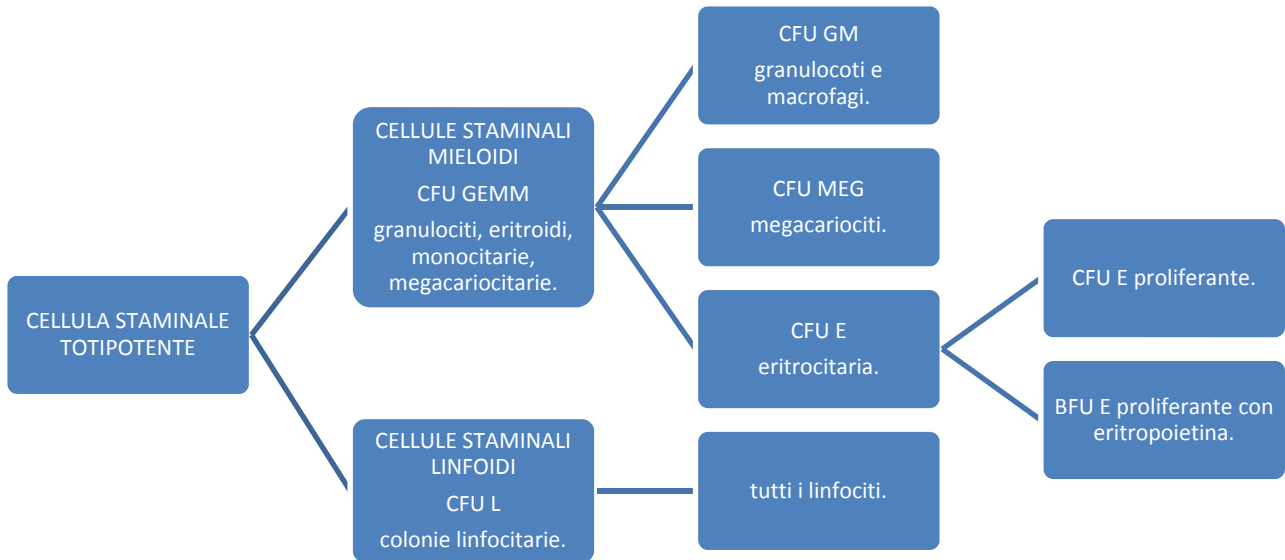 CELLULA STAMINALE
TOTIPOTENTE
CELLULE STAMINALI
MIELOIDI
CFU GEMM
granulociti, eritroidi,
monocitarie,
megacariocitarie.
CFU GM
granulocoti e
macrofagi.
CFU MEG
megacariociti.
CFU E
eritrocitaria.
CFU E proliferante.
BFU E proliferante con
eritropoietina.
CELLULE STAMINALI
LINFOIDI
CFU L
colonie linfocitarie.
tutti i linfociti.